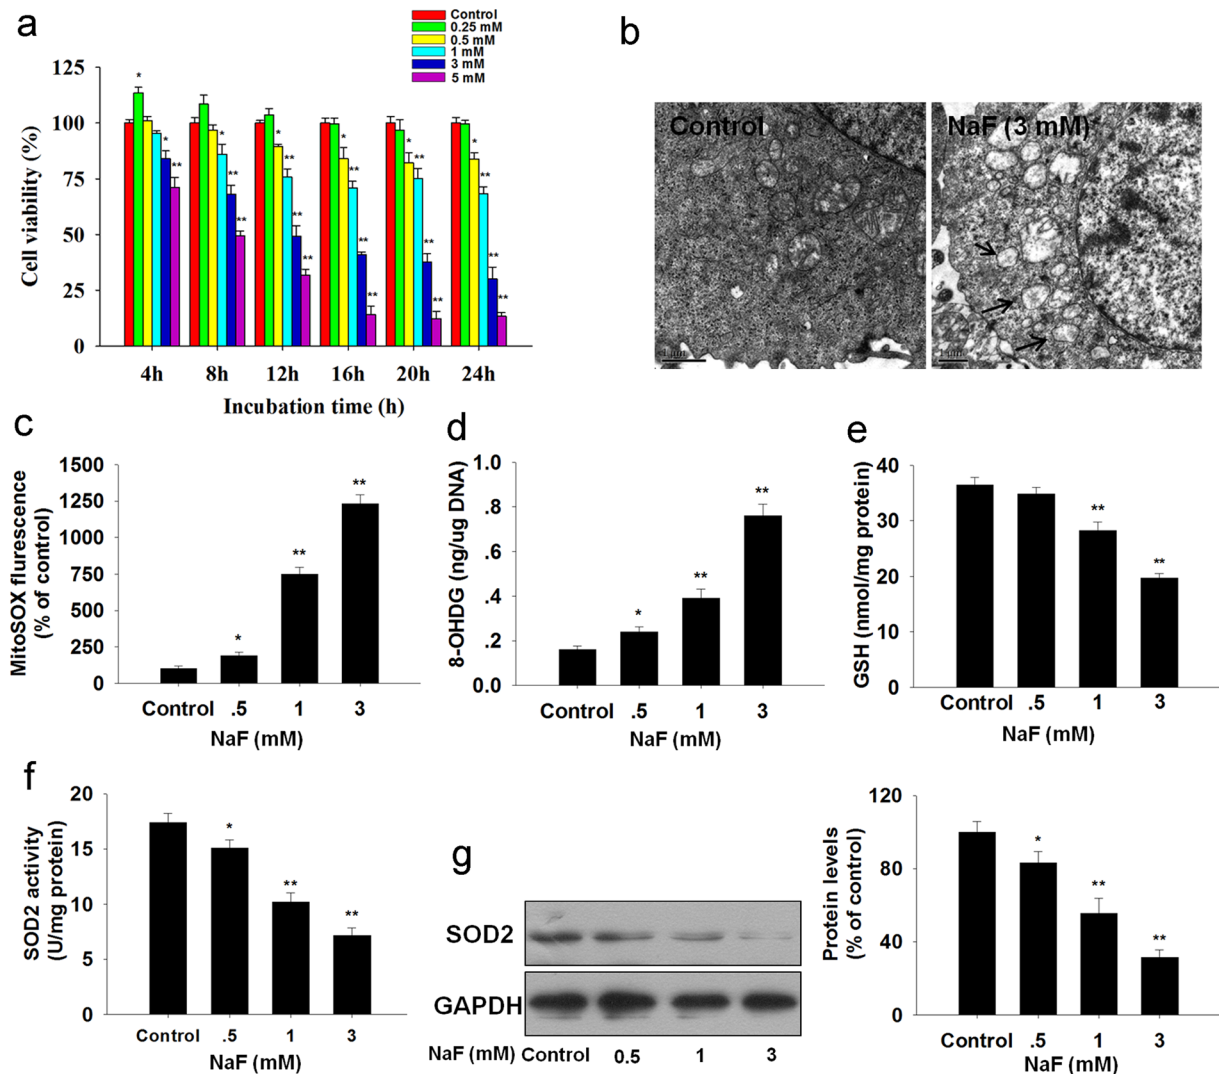 a
Control
0.25 mM
0.5 mM
1 mM
3 mM
5 mM
125
100
75
50
25
0
Cell viability (%)
* * ** * ** * ** ** ** * ** ** ** * ** ** ** * ** ** **
4h 8h 12h 16h 20h 24h
Incubation time (h)
b
Control
NaF (3 mM)
c
1500
1250
1000
750
500
250
0
MitoSOX flurescence
(% of control)
* ** **
Control .5 1 3
NaF (mM)
d
1.0
.8
.6
.4
.2
0.0
8-OHDG (ng/ug DNA)
* ** **
Control .5 1 3
NaF (mM)
e
40
30
20
10
0
GSH (nmol/mg protein)
** **
Control .5 1 3
NaF (mM)
f
20
15
10
5
0
SOD2 activity
(U/mg protein)
* ** **
Control .5 1 3
NaF (mM)
g
SOD2
GAPDH
NaF (mM) Control 0.5 1 3
120
80
40
0
Protein levels
(% of control)
* ** **
Control .5 1 3
NaF (mM)